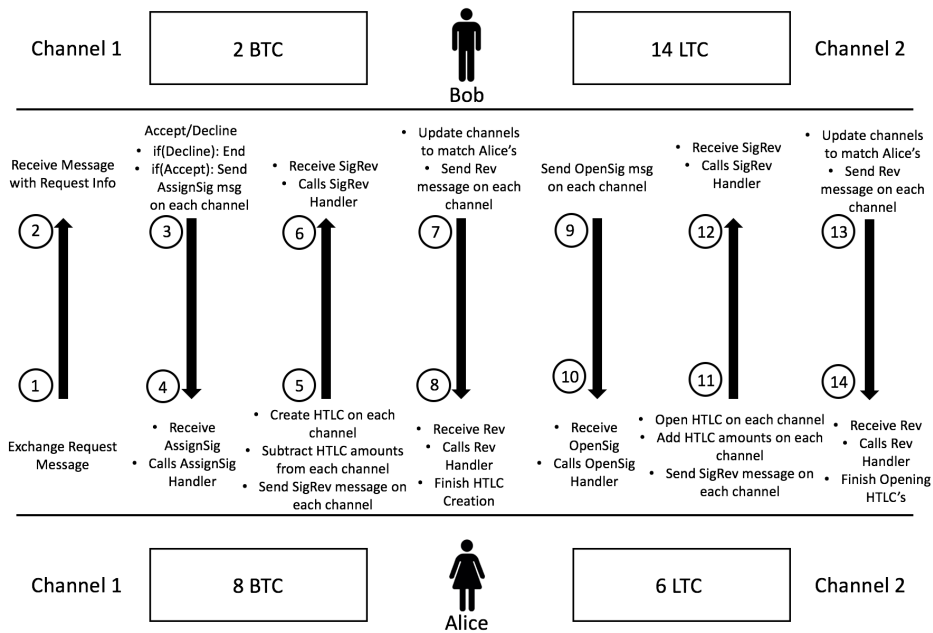 Channel 1
2 BTC
Bob
14 LTC
Channel 2
Receive Message
with Request Info
2
1
Exchange Request
Message
Accept/Decline
• if(Decline): End
• if(Accept): Send
AssignSig msg
on each channel
3
4
• Receive
AssignSig
• Calls AssignSig
Handler
• Receive SigRev
• Calls SigRev
Handler
6
5
• Create HTLC on each
channel
• Subtract HTLC amounts
from each channel
• Send SigRev message on
each channel
• Update channels
to match Alice's
• Send Rev
message on each
channel
7
8
• Receive Rev
• Calls Rev
Handler
• Finish HTLC
Creation
Send OpenSig msg
on each channel
9
10
• Receive
OpenSig
• Calls OpenSig
Handler
• Receive SigRev
• Calls SigRev
Handler
12
11
• Open HTLC on each channel
• Add HTLC amounts on each
channel
• Send SigRev message on
each channel
• Update channels
to match Alice's
• Send Rev
message on each
channel
13
14
• Receive Rev
• Calls Rev
Handler
• Finish Opening
HTLC's
Channel 1
8 BTC
Alice
6 LTC
Channel 2